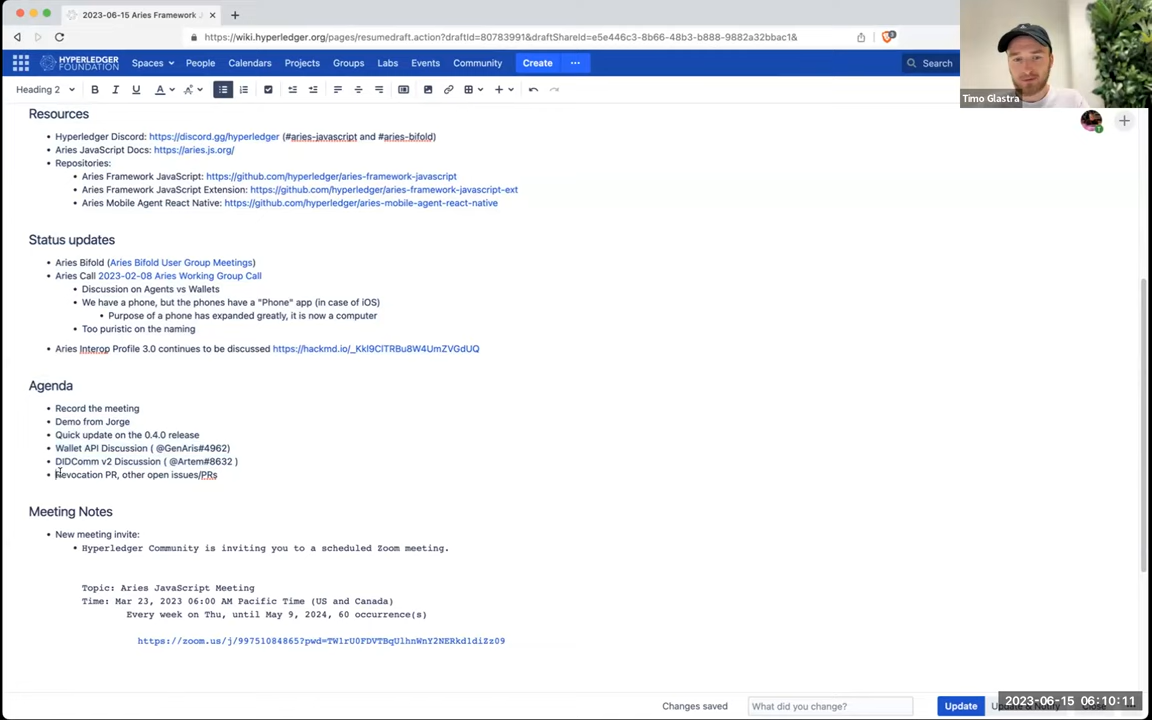 2023-06-15 Aries Framework J
https://wiki.hyperledger.org/pages/resumedraft.action?draftId=80783991&draftShareId=e5e446c3-8b66-48b3-b888-9882a32bbac1&
HYPERLEDGER FOUNDATION Spaces People Calendars Projects Groups Labs Events Community Create Search
Heading 2
Timo Glastra
Resources
• Hyperledger Discord: https://discord.gg/hyperledger (#aries-javascript and #aries-bifold)
• Aries JavaScript Docs: https://aries.js.org/
• Repositories:
• Aries Framework JavaScript: https://github.com/hyperledger/aries-framework-javascript
• Aries Framework JavaScript Extension: https://github.com/hyperledger/aries-framework-javascript-ext
• Aries Mobile Agent React Native: https://github.com/hyperledger/aries-mobile-agent-react-native
Status updates
• Aries Bifold (Aries Bifold User Group Meetings)
• Aries Call 2023-02-08 Aries Working Group Call
• Discussion on Agents vs Wallets
• We have a phone, but the phones have a "Phone" app (in case of iOS)
• Purpose of a phone has expanded greatly, it is now a computer
• Too puristic on the naming
• Aries Interop Profile 3.0 continues to be discussed https://hackmd.io/_Kkl9ClTRBu8W4UmZVGdUQ
Agenda
• Record the meeting
• Demo from Jorge
• Quick update on the 0.4.0 release
• Wallet API Discussion ( @GenAris#4962)
• DIDComm v2 Discussion ( @Artem#8632 )
• Revocation PR, other open issues/PRs
Meeting Notes
• New meeting invite:
• Hyperledger Community is inviting you to a scheduled Zoom meeting.
Topic: Aries JavaScript Meeting
Time: Mar 23, 2023 06:00 AM Pacific Time (US and Canada)
Every week on Thu, until May 9, 2024, 60 occurrence(s)
https://zoom.us/j/99751084865?pwd=TW1rU0FDVTBqUlhnWnY2NERkd1diZz09
Changes saved What did you change? Update
2023-06-15 06:10:11